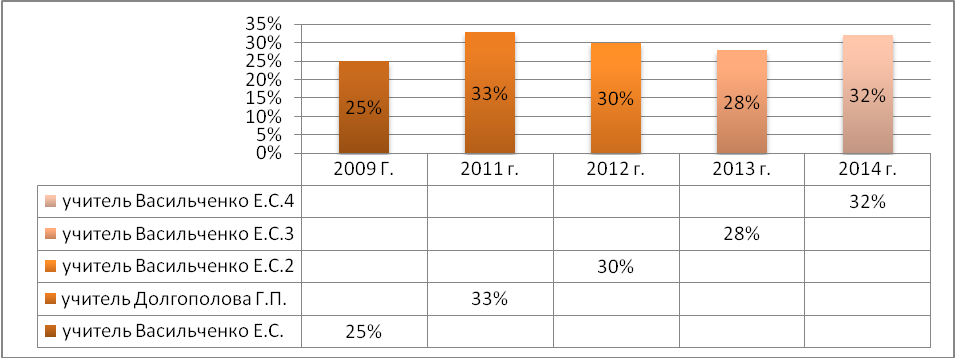 35%
30%
25%
20%
15%
10%
5%
0%
25%
33%
30%
28%
32%
2009 Г. 2011 г. 2012 г. 2013 г. 2014 г.
учитель Васильченко Е.С.4 32%
учитель Васильченко Е.С.3 28%
учитель Васильченко Е.С.2 30%
учитель Долгополова Г.П. 33%
учитель Васильченко Е.С. 25%